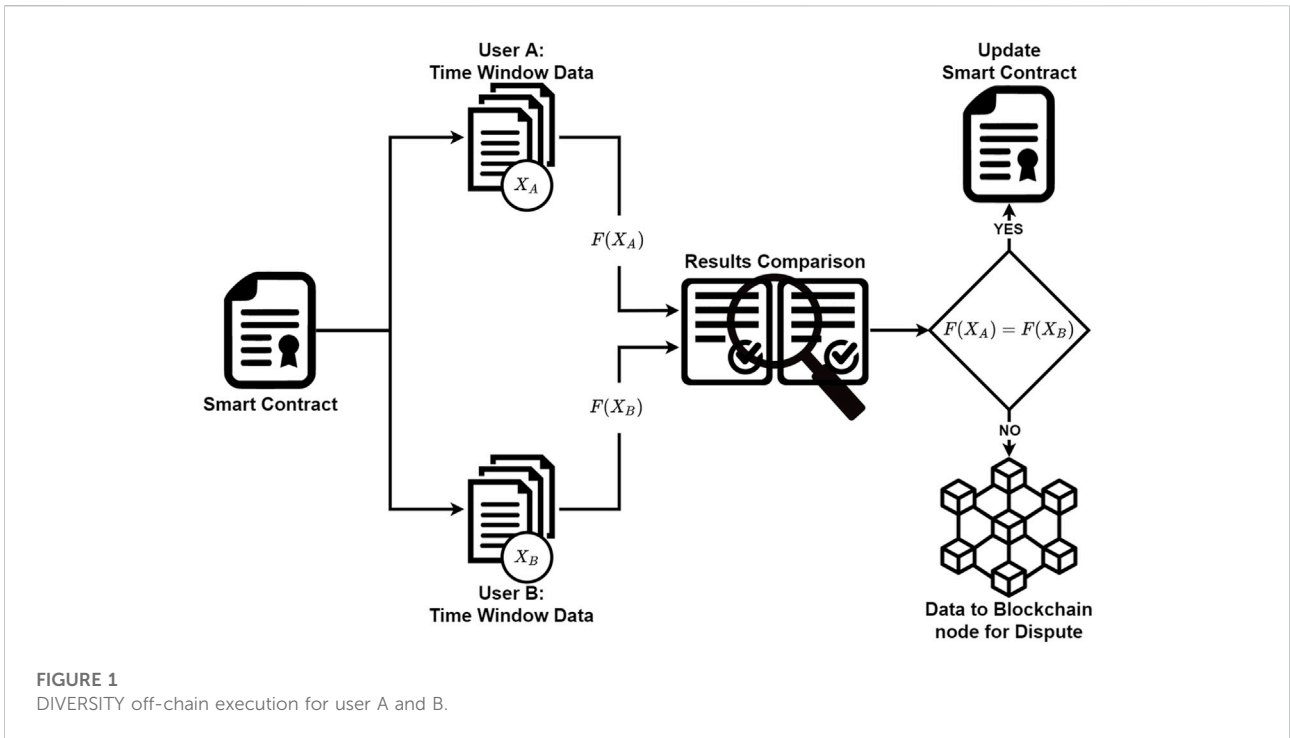 User A:
Time Window Data
X_A
F(X_A)
Smart Contract
F(X_B)
X_B
User B:
Time Window Data
Results Comparison
F(X_A) = F(X_B)
YES
Update
Smart Contract
NO
Data to Blockchain
node for Dispute
FIGURE 1
DIVERSITY off-chain execution for user A and B.